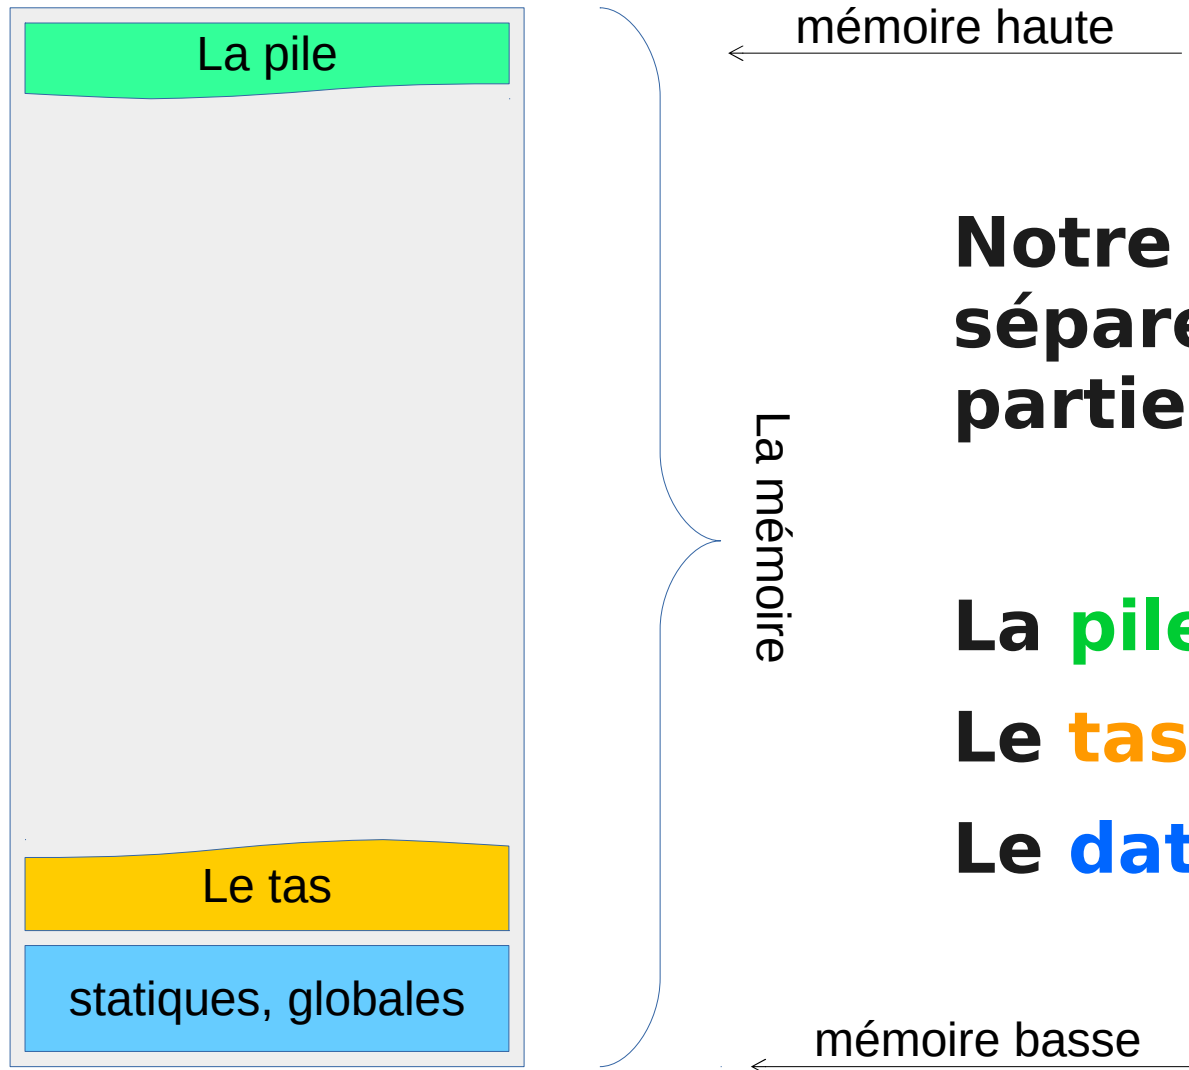 La pile
mémoire haute
Notre
sépare
partie
La mémoire
La pile
Le tas
Le dat
Le tas
statiques, globales
mémoire basse